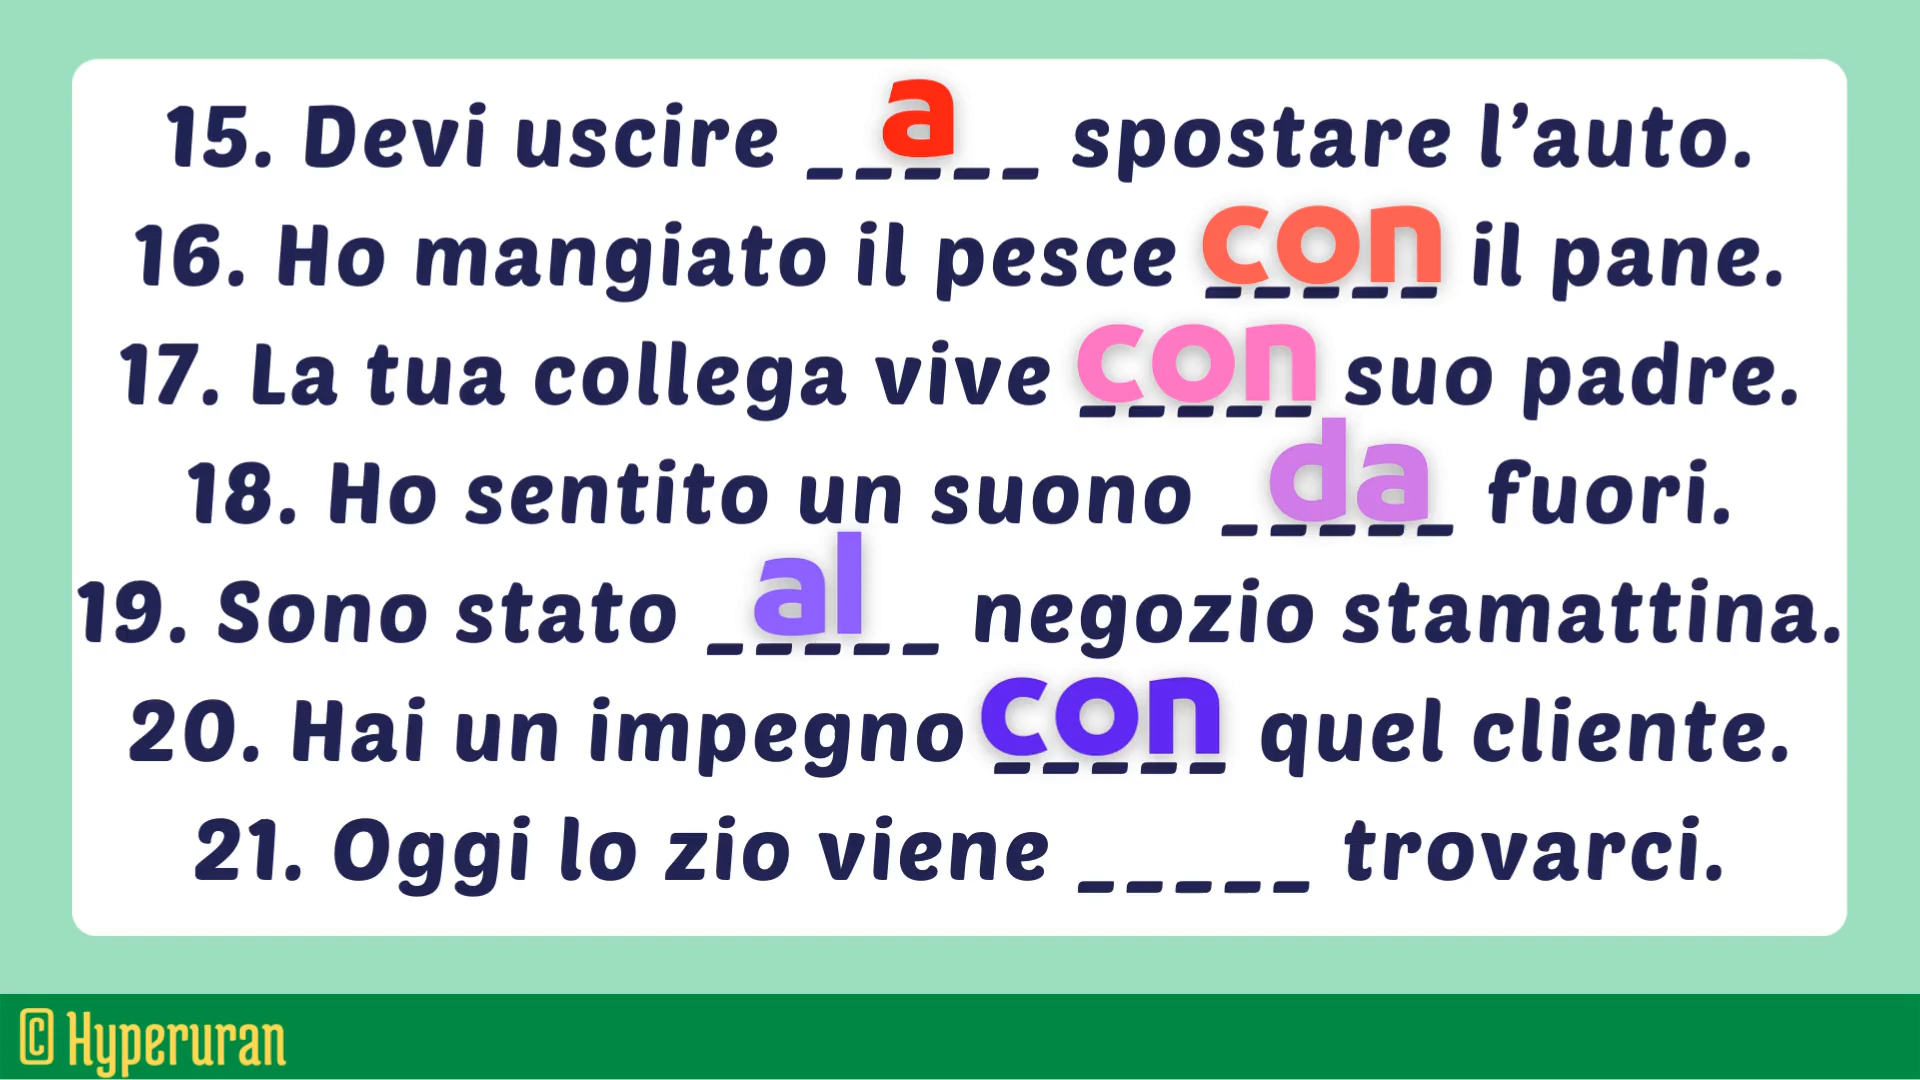 15. Devi uscire a spostare l’auto.
16. Ho mangiato il pesce con il pane.
17. La tua collega vive con suo padre.
18. Ho sentito un suono da fuori.
19. Sono stato al negozio stamattina.
20. Hai un impegno con quel cliente.
21. Oggi lo zio viene _____ trovarci.
© Hyperuran